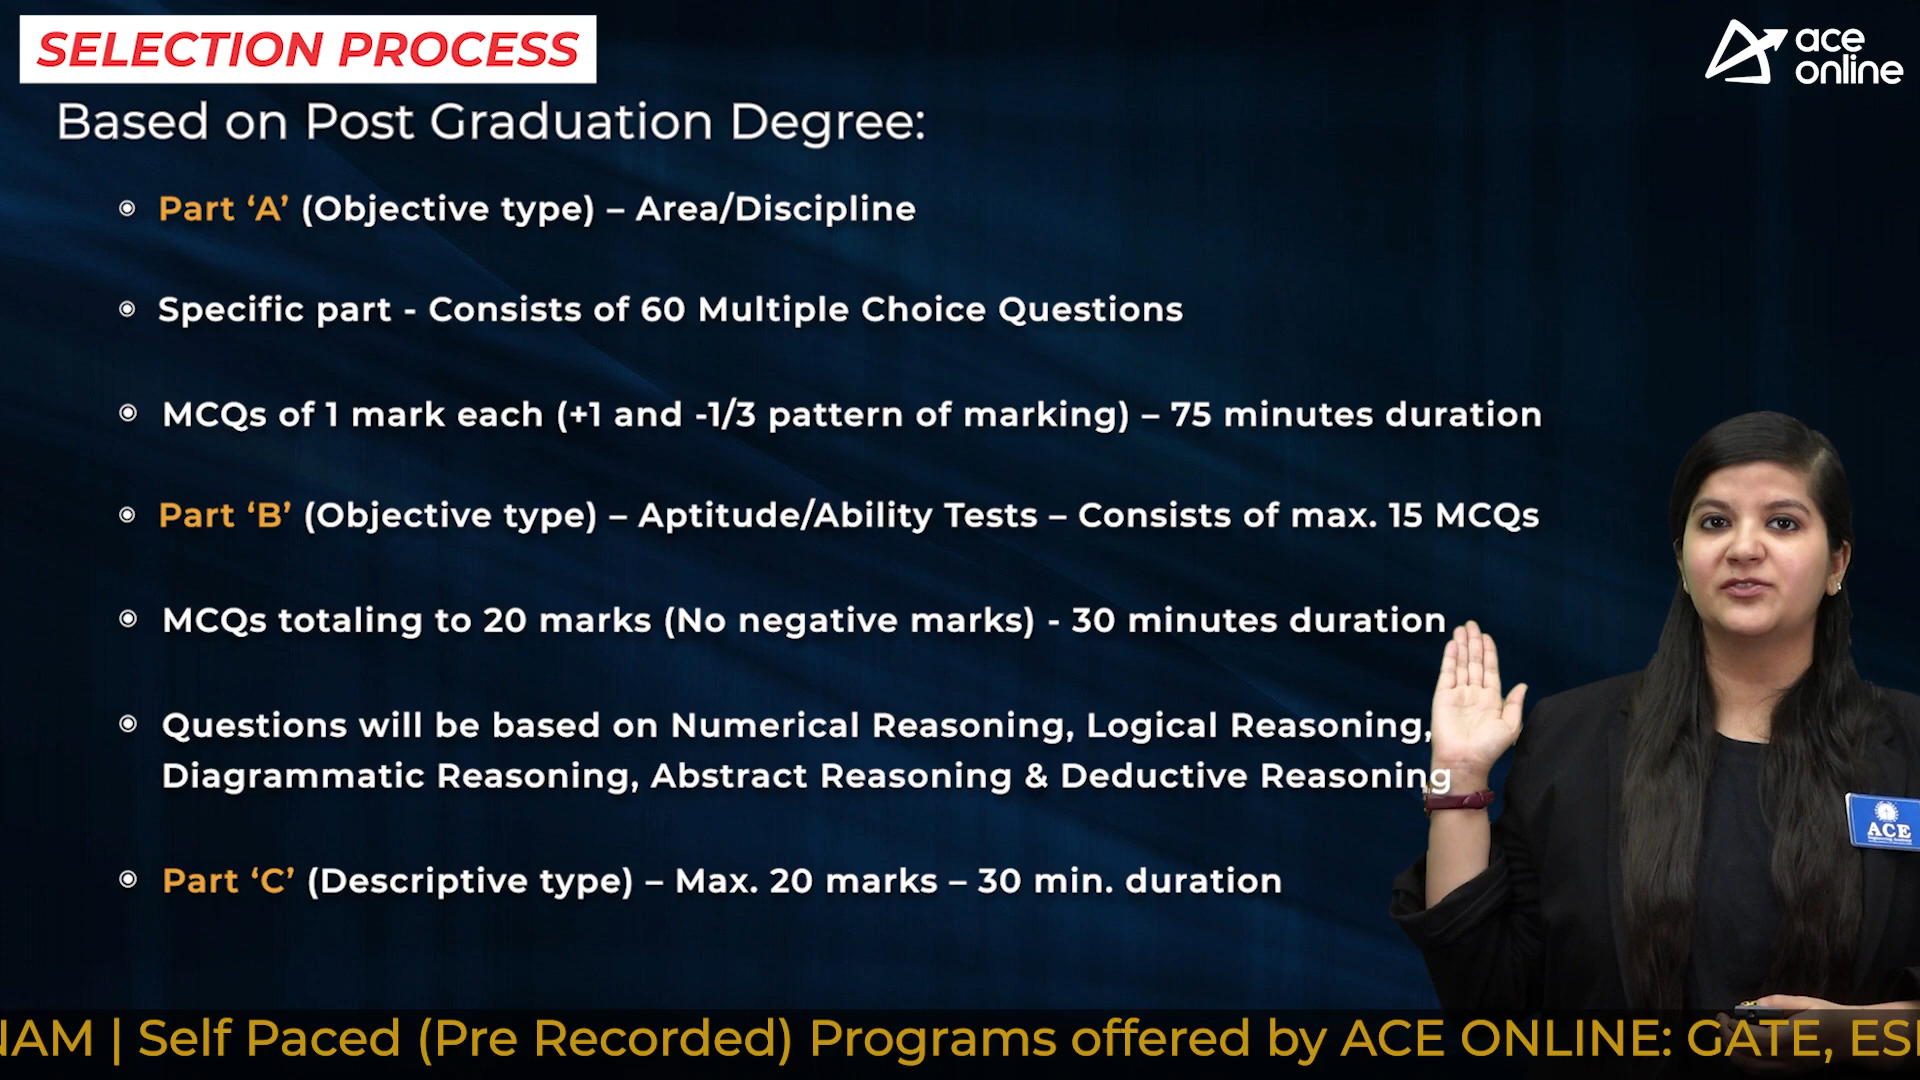 SELECTION PROCESS
ace
online
Based on Post Graduation Degree:
Part ‘A’ (Objective type) – Area/Discipline
Specific part - Consists of 60 Multiple Choice Questions
MCQs of 1 mark each (+1 and -1/3 pattern of marking) – 75 minutes duration
Part ‘B’ (Objective type) – Aptitude/Ability Tests – Consists of max. 15 MCQs
MCQs totaling to 20 marks (No negative marks) - 30 minutes duration
Questions will be based on Numerical Reasoning, Logical Reasoning,
Diagrammatic Reasoning, Abstract Reasoning & Deductive Reasoning
Part ‘C’ (Descriptive type) – Max. 20 marks – 30 min. duration
ACE
NAM | Self Paced (Pre Recorded) Programs offered by ACE ONLINE: GATE, ES